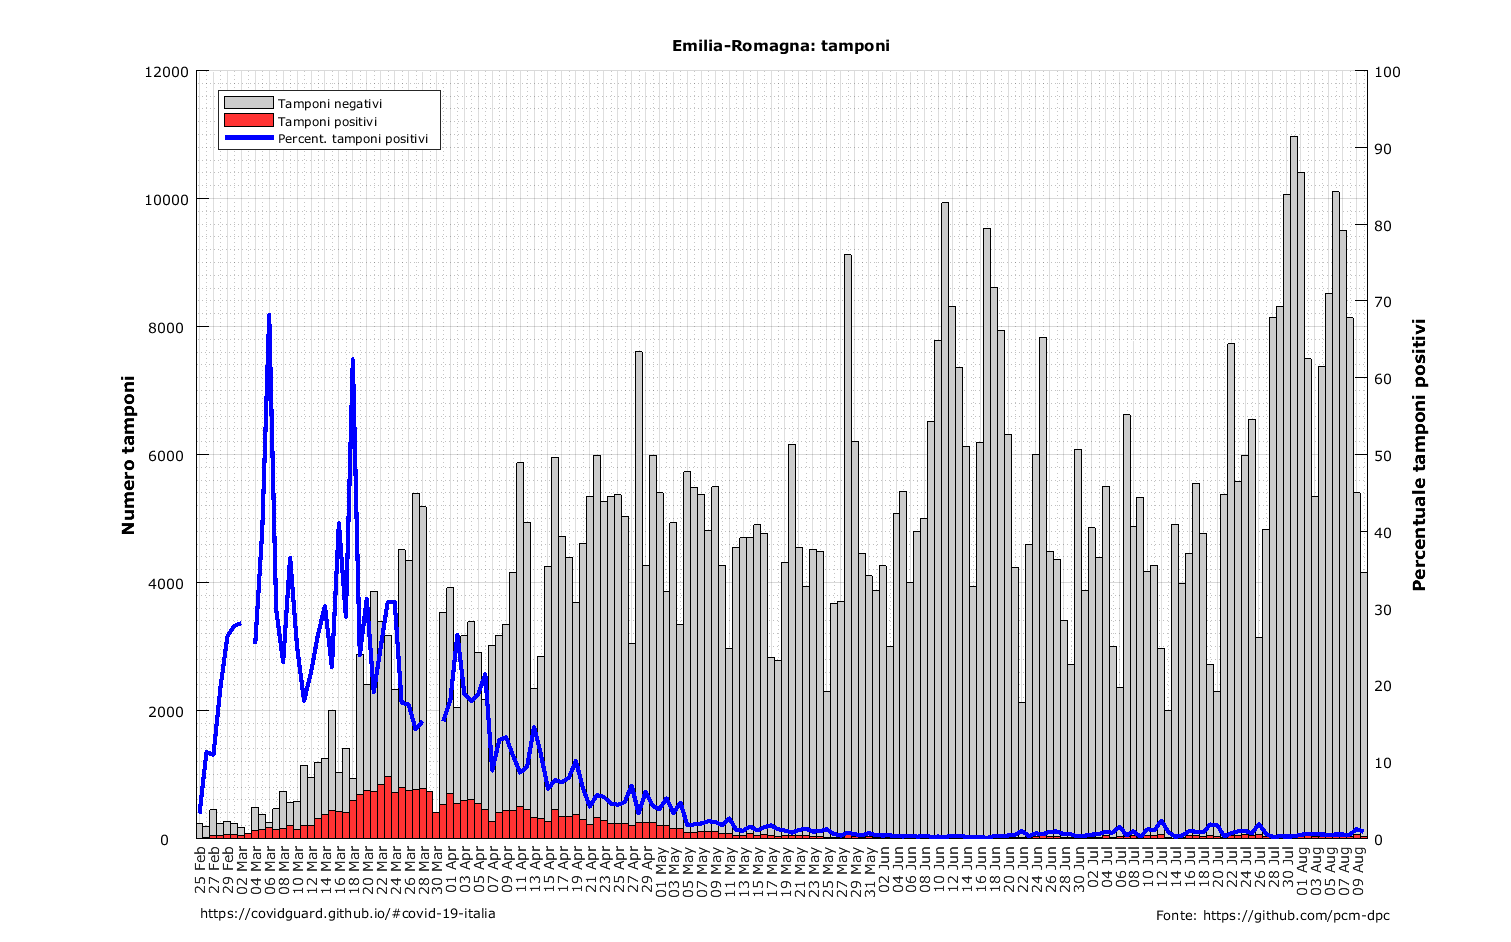 Emilia-Romagna: tamponi
12000
10000
8000
6000
4000
2000
0
Numero tamponi
Tamponi negativi
Tamponi positivi
Percent. tamponi positivi
100
90
80
70
60
50
40
30
20
10
0
Percentuale tamponi positivi
25 Feb
27 Feb
29 Feb
02 Mar
04 Mar
06 Mar
08 Mar
10 Mar
12 Mar
14 Mar
16 Mar
18 Mar
20 Mar
22 Mar
24 Mar
26 Mar
28 Mar
30 Mar
01 Apr
03 Apr
05 Apr
07 Apr
09 Apr
11 Apr
13 Apr
15 Apr
17 Apr
19 Apr
21 Apr
23 Apr
25 Apr
27 Apr
29 Apr
01 May
03 May
05 May
07 May
09 May
11 May
13 May
15 May
17 May
19 May
21 May
23 May
25 May
27 May
29 May
31 May
02 Jun
04 Jun
06 Jun
08 Jun
10 Jun
12 Jun
14 Jun
16 Jun
18 Jun
20 Jun
22 Jun
24 Jun
26 Jun
28 Jun
30 Jun
02 Jul
04 Jul
06 Jul
08 Jul
10 Jul
12 Jul
14 Jul
16 Jul
18 Jul
20 Jul
22 Jul
24 Jul
26 Jul
28 Jul
30 Jul
01 Aug
03 Aug
05 Aug
07 Aug
09 Aug
https://covidguard.github.io/#covid-19-italia
Fonte: https://github.com/pcm-dpc